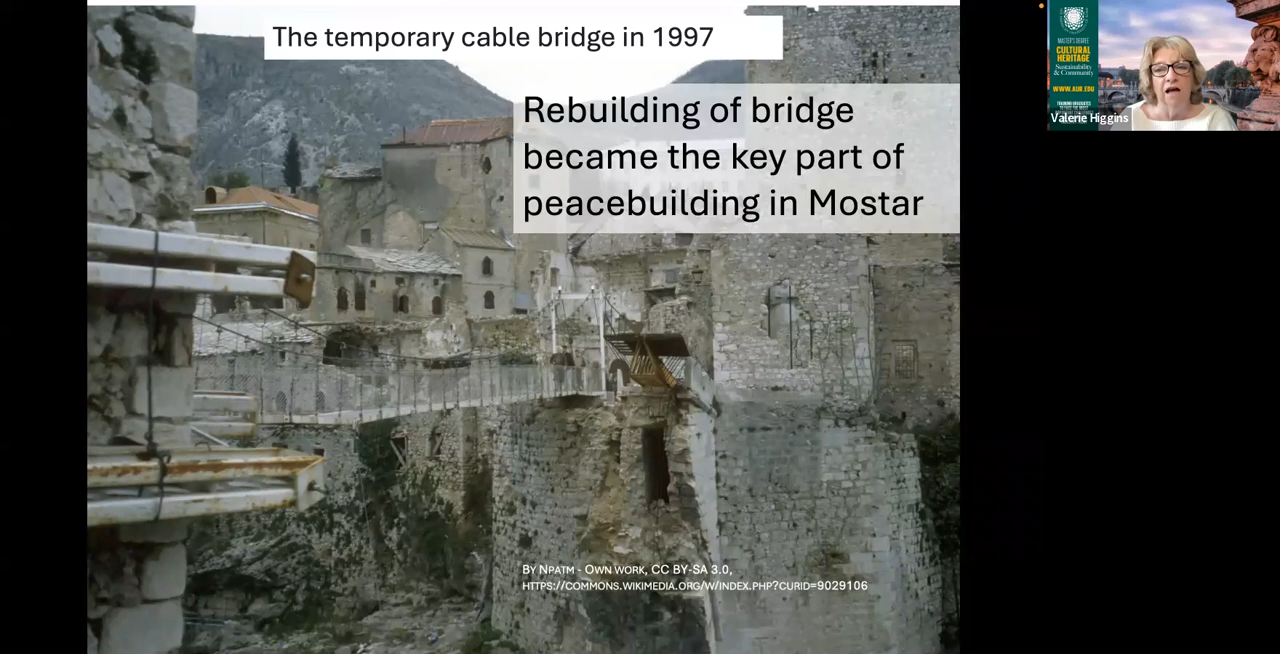 The temporary cable bridge in 1997
Rebuilding of bridge
became the key part of
peacebuilding in Mostar
BY NPATM - OWN WORK, CC BY-SA 3.0,
HTTPS://COMMONS.WIKIMEDIA.ORG/W/INDEX.PHP?CURID=9029106
MASTER'S DEGREE
CULTURAL
HERITAGE
Sustainability
& Community
WWW.AUR.EDU
Valerie Higgins